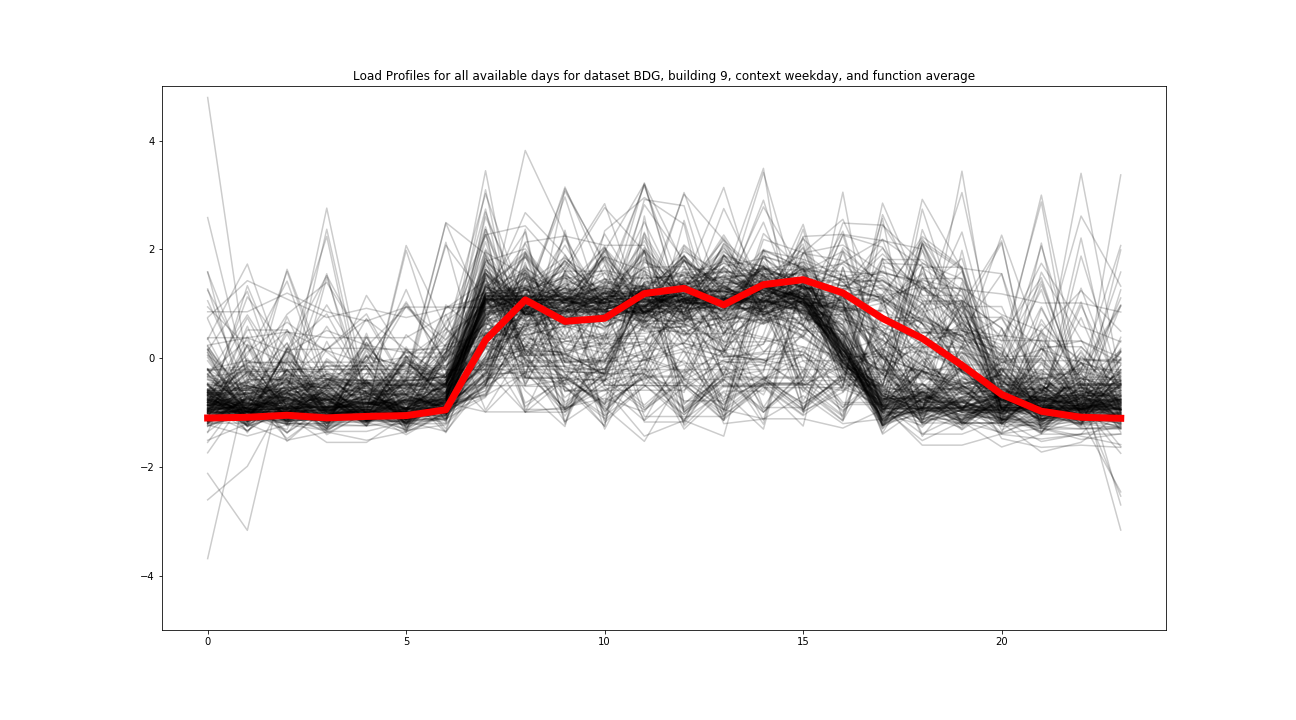 Load Profiles for all available days for dataset BDG, building 9, context weekday, and function average
4
2
0
−2
−4
0 5 10 15 20